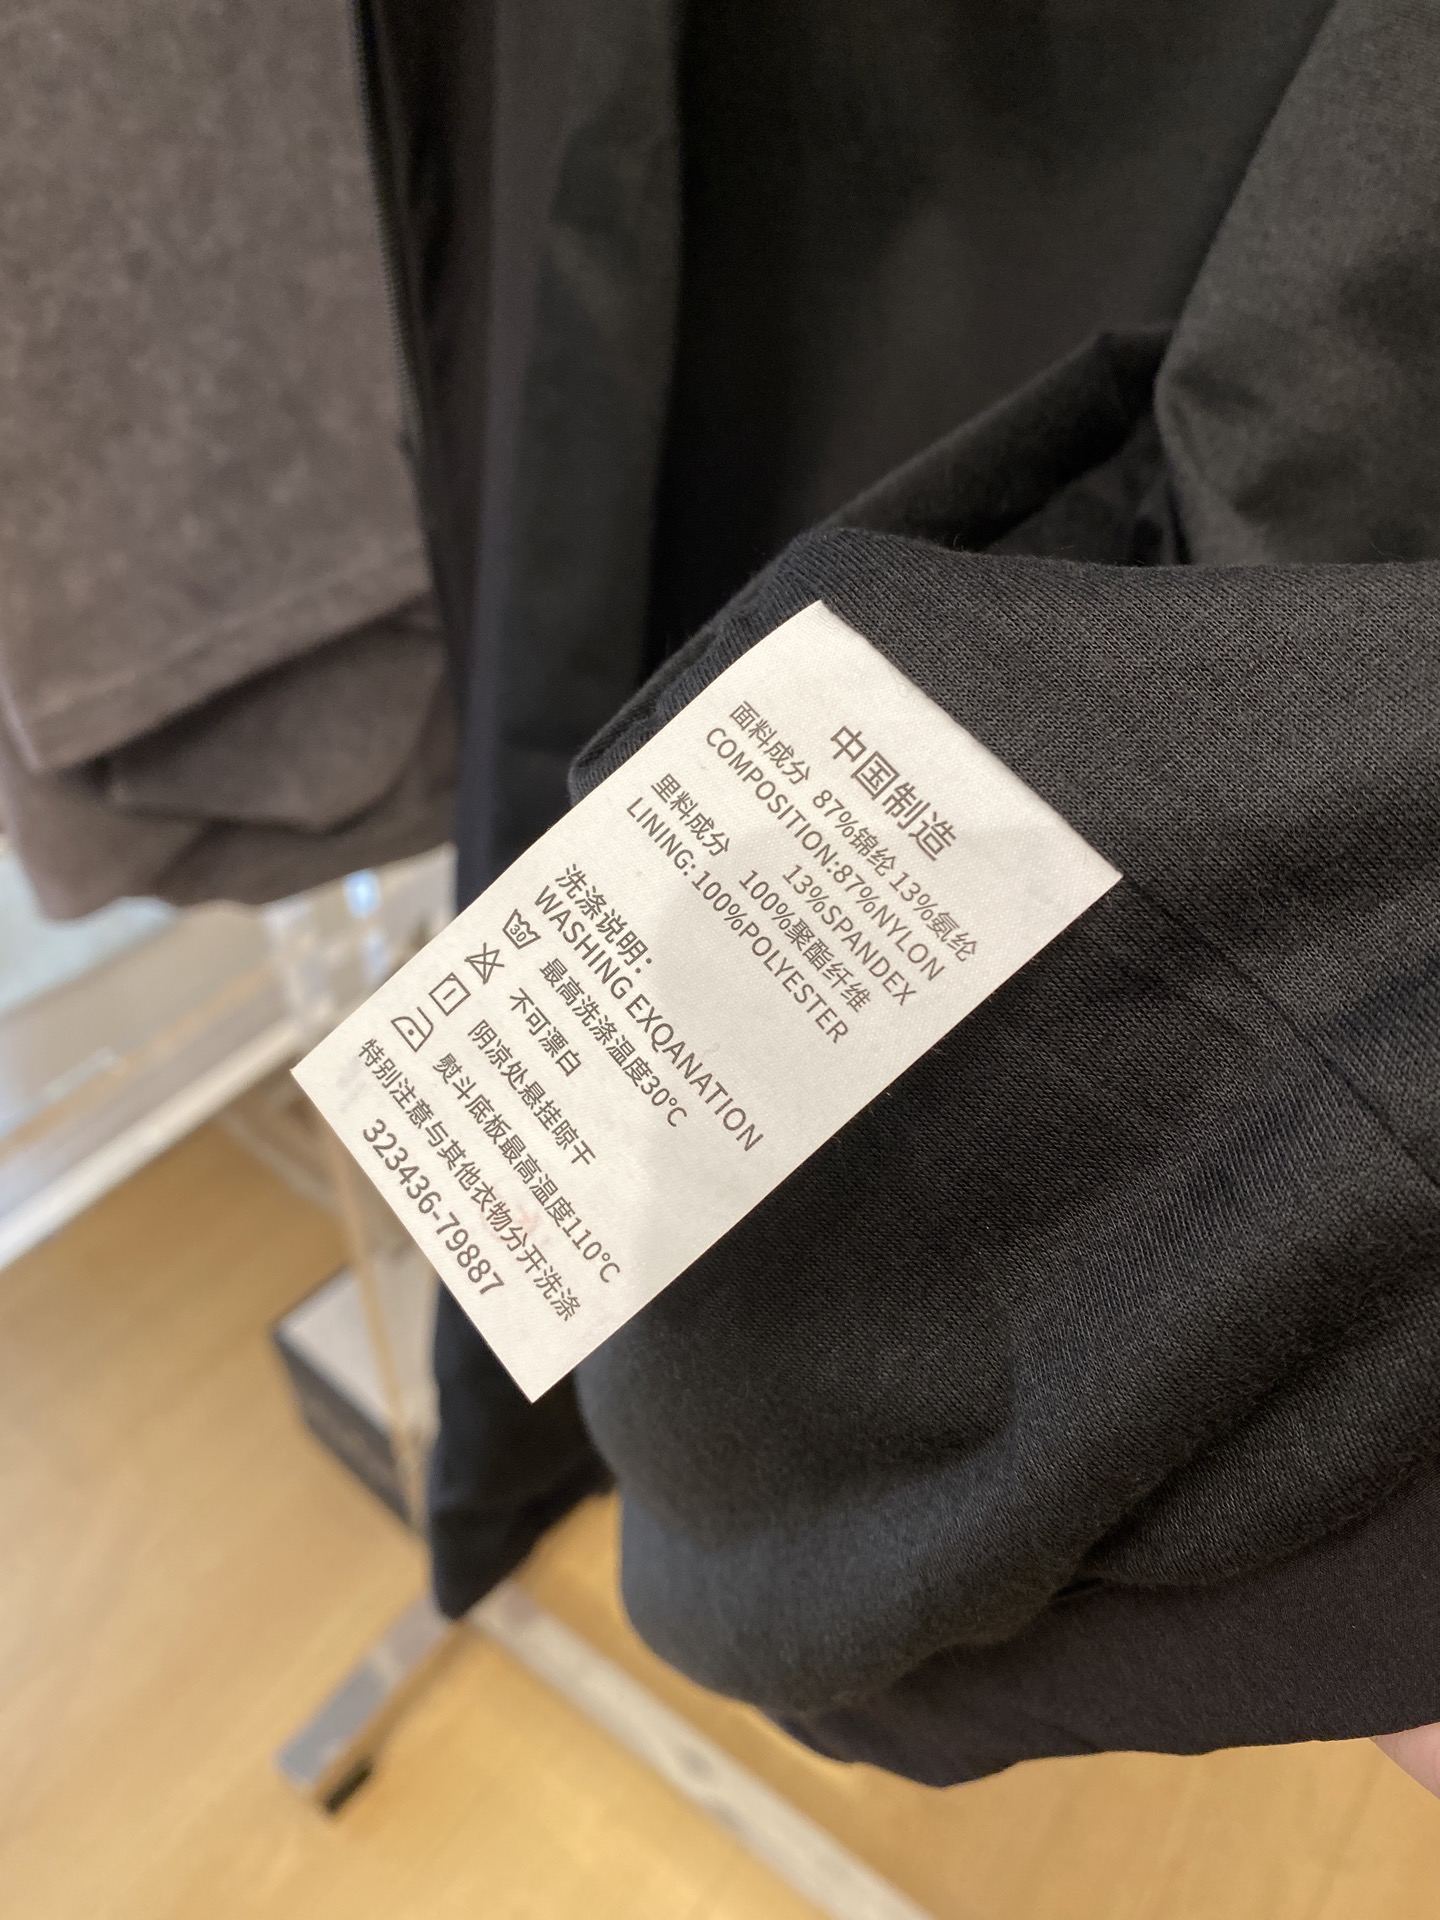 中国制造
面料成分 87%锦纶 13%氨纶
COMPOSITION:87%NYLON
13%SPANDEX
里料成分 100%聚酯纤维
LINING: 100%POLYESTER
洗涤说明：
WASHING EXQANATION
30 最高洗涤温度30°C
不可漂白
阴凉处悬挂晾干
熨斗底板最高温度110°C
特别注意与其他衣物分开洗涤
323436-79887